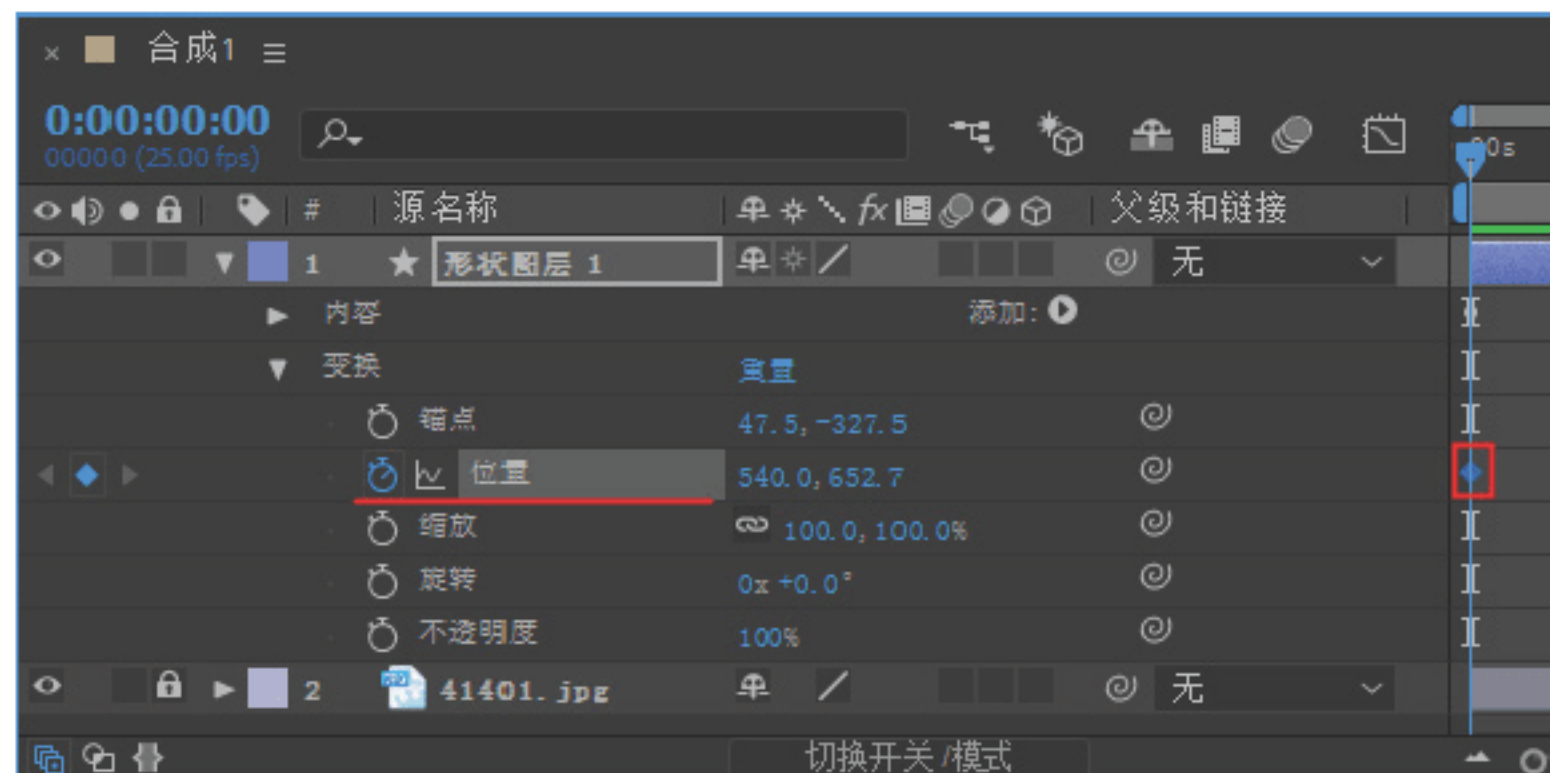 合成1
0:00:00:00
00000 (25.00 fps)
00s
# 源名称 fx 父级和链接
1 形状图层 1 无
内容 添加:
变换 重置
锚点 47.5,-327.5
位置 540.0,652.7
缩放 100.0,100.0%
旋转 0x+0.0°
不透明度 100%
2 41401.jpg 无
切换开关/模式